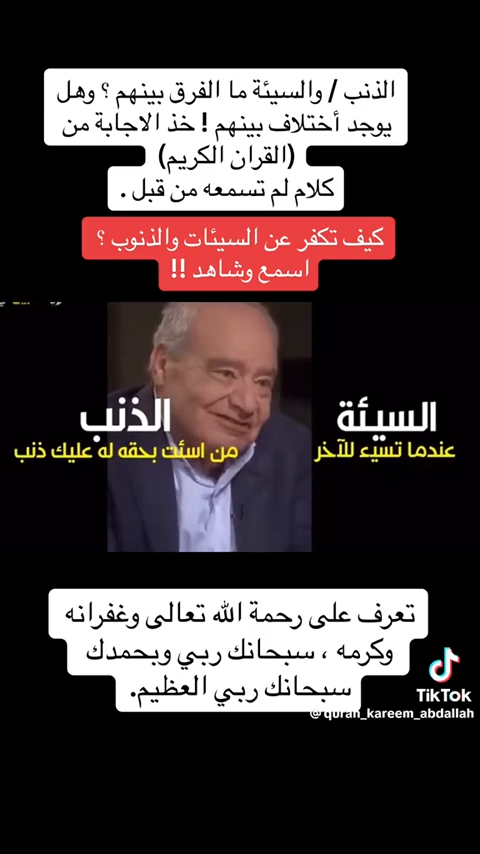 الذنب / والسيئة ما الفرق بينهم ؟ وهل
يوجد أختلاف بينهم ! خذ الاجابة من
(القران الكريم)
كلام لم تسمعه من قبل .
كيف تكفر عن السيئات والذنوب ؟
اسمع وشاهد !!
السيئة
عندما تسيء للآخر
الذنب
من اسئت بحقه له عليك ذنب
تعرف على رحمة الله تعالى وغفرانه
وكرمه ، سبحانك ربي وبحمدك
سبحانك ربي العظيم.
TikTok
@quran_kareem_abdallah